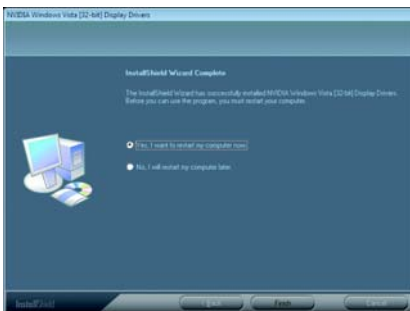 NVIDIA Windows Vista (32-bit) Display Drivers
InstallShield Wizard Complete
The InstallShield Wizard has successfully installed NVIDIA Windows Vista (32 bit) Display Drivers.
Before you can use the program, you must restart your computer.
Yes, I want to restart my computer now.
No, I will restart my computer later.
InstallShield
< Back
Finish
Cancel